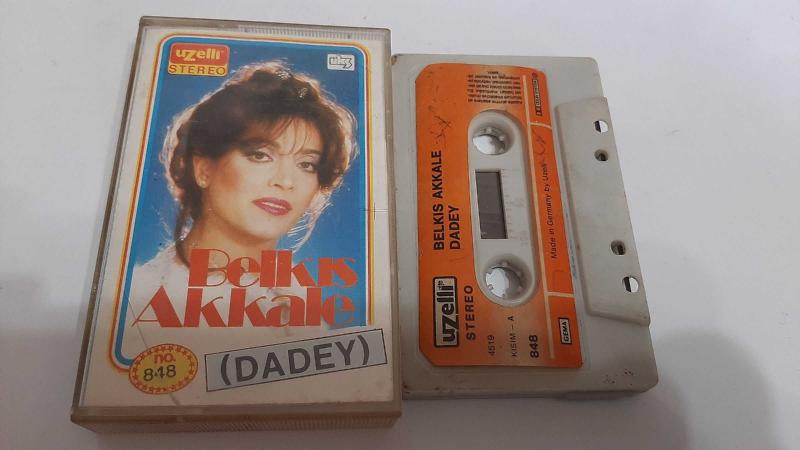 uzelli
STEREO
Belkıs
Akkale
no.
848
(DADEY)
BELKIS AKKALE
DADEY
uzelli
STEREO
4519
KISIM - A
848
GEMA
Made in Germany by Uzelli